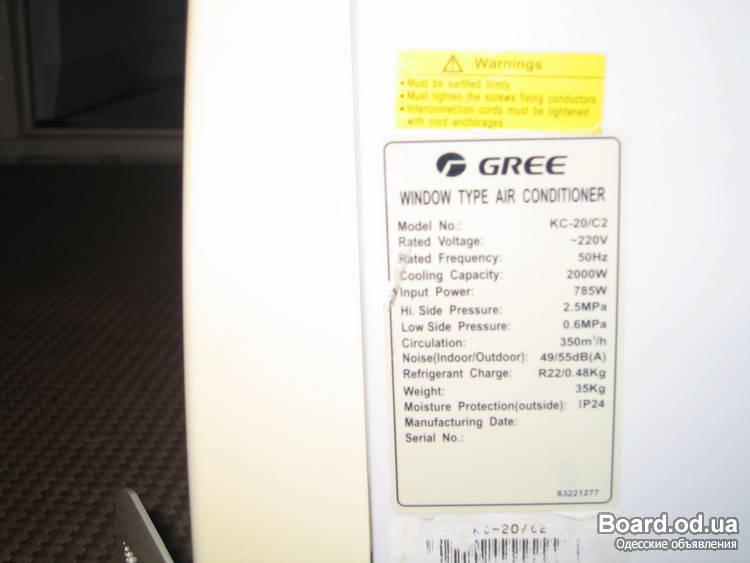 Warnings
• Must be earthed firmly.
• Must tighten the screws fixing conductors.
• Interconnection cords must be tightened
with cord anchorages.
GREE
WINDOW TYPE AIR CONDITIONER
Model No.: KC-20/C2
Rated Voltage: ~220V
Rated Frequency: 50Hz
Cooling Capacity: 2000W
Input Power: 785W
Hi. Side Pressure: 2.5MPa
Low Side Pressure: 0.6MPa
Circulation: 350m³/h
Noise(Indoor/Outdoor): 49/55dB(A)
Refrigerant Charge: R22/0.48Kg
Weight: 35Kg
Moisture Protection(outside): IP24
Manufacturing Date:
Serial No.:
63221277
KC-20/C2
Board.od.ua
Одесские объявления